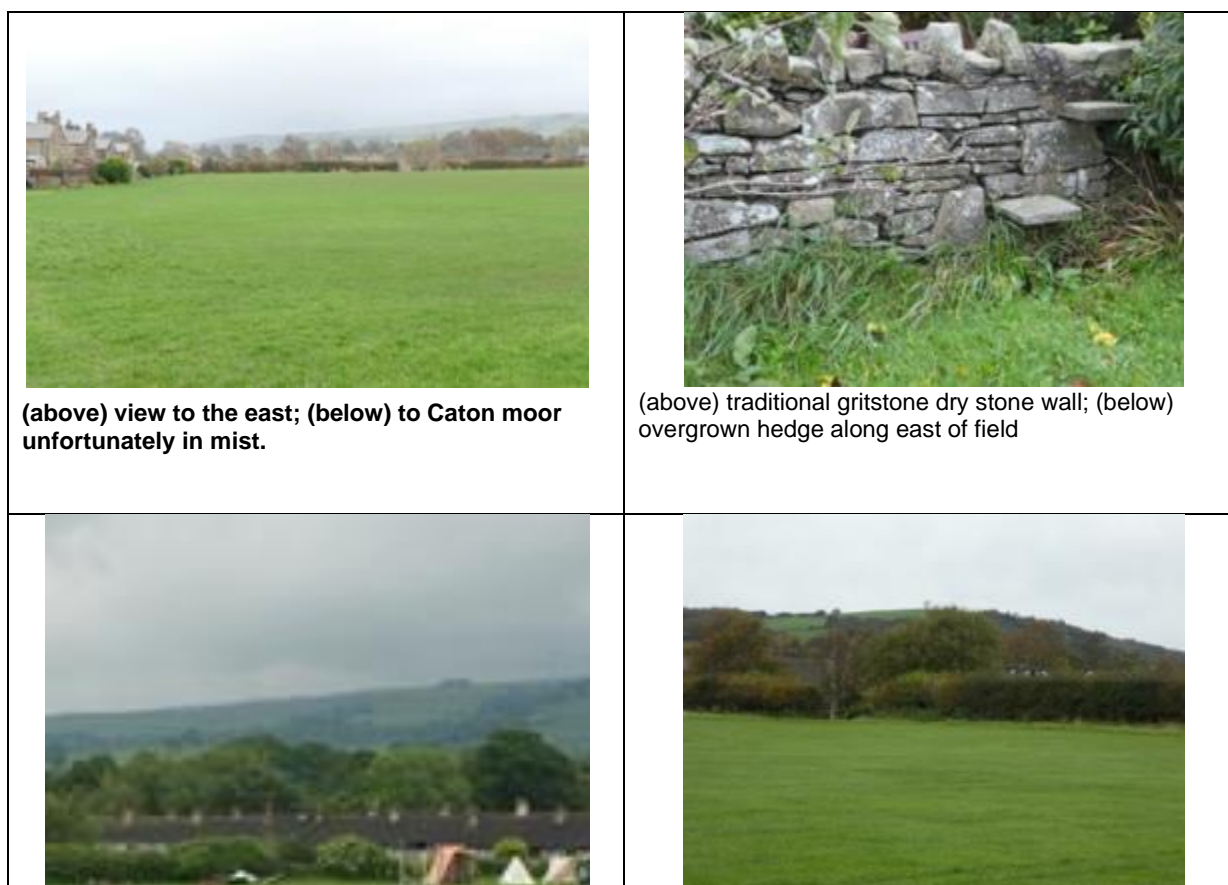 (above) view to the east; (below) to Caton moor
unfortunately in mist.
(above) traditional gritstone dry stone wall; (below)
overgrown hedge along east of field